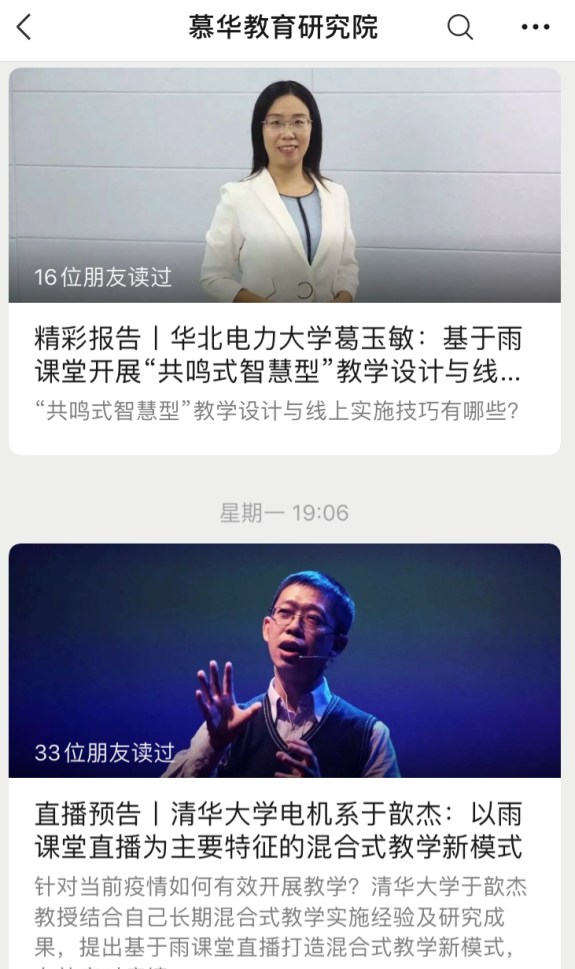 慕华教育研究院
16位朋友读过
精彩报告丨华北电力大学葛玉敏：基于雨
课堂开展“共鸣式智慧型”教学设计与线...
“共鸣式智慧型”教学设计与线上实施技巧有哪些？
星期一 19:06
33位朋友读过
直播预告丨清华大学电机系于歆杰：以雨
课堂直播为主要特征的混合式教学新模式
针对当前疫情如何有效开展教学？清华大学于歆杰
教授结合自己长期混合式教学实施经验及研究成
果，提出基于雨课堂直播打造混合式教学新模式，